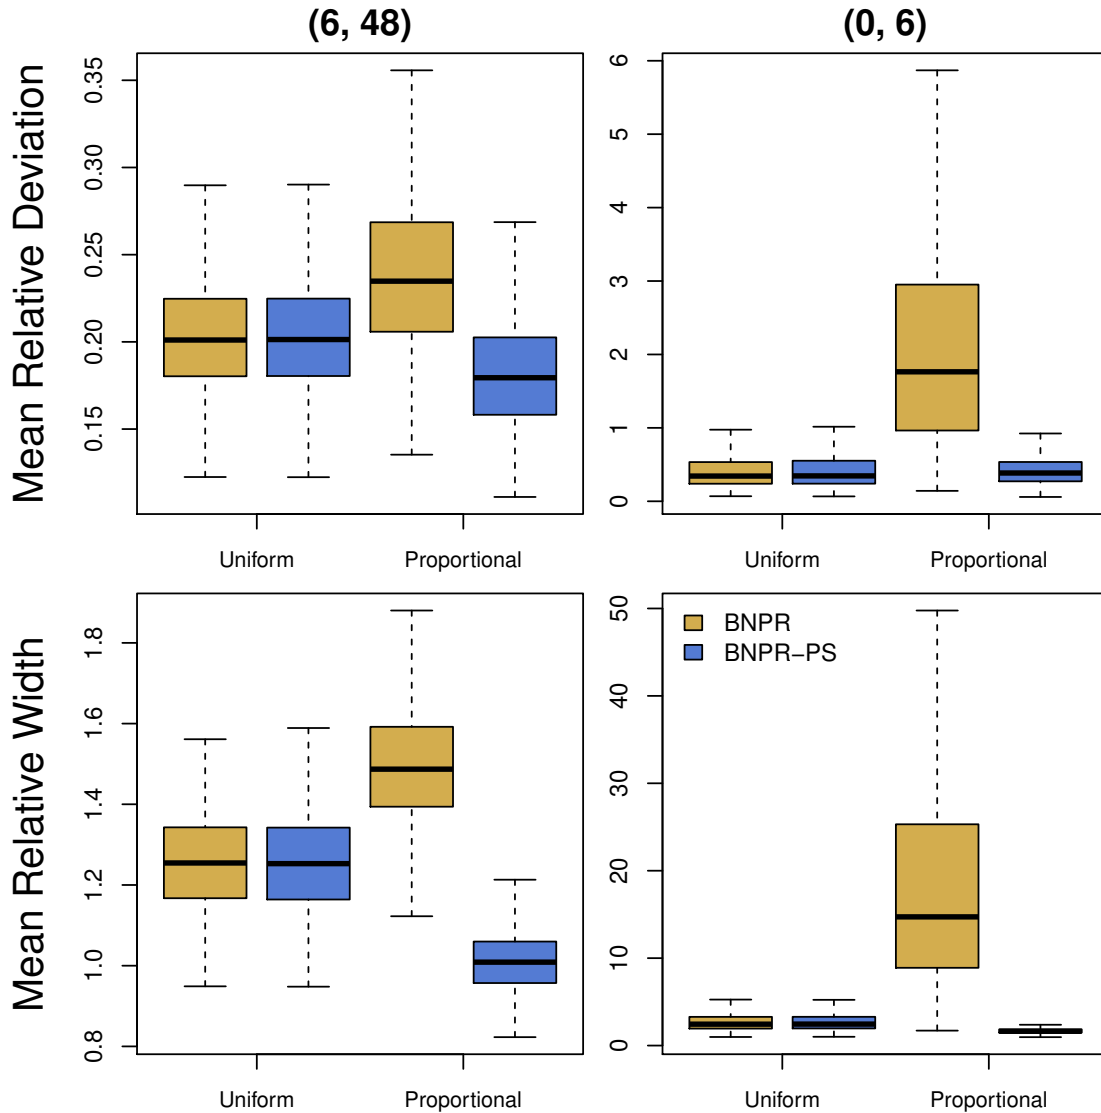 (6, 48)
(0, 6)
Mean Relative Deviation
0.35
0.30
0.25
0.20
0.15
Uniform
Proportional
6
5
4
3
2
1
0
Uniform
Proportional
Mean Relative Width
1.8
1.6
1.4
1.2
1.0
0.8
Uniform
Proportional
50
40
30
20
10
0
BNPR
BNPR−PS
Uniform
Proportional